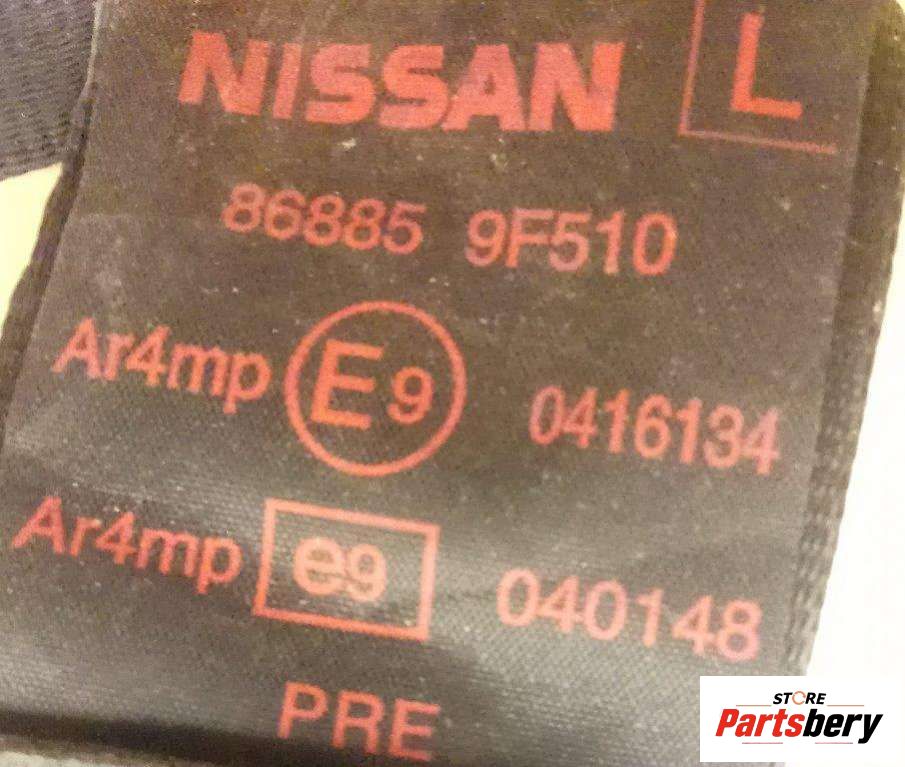 NISSAN L
86885 9F510
Ar4mp E9 0416134
Ar4mp e9 040148
PRE
STORE
Partsbery